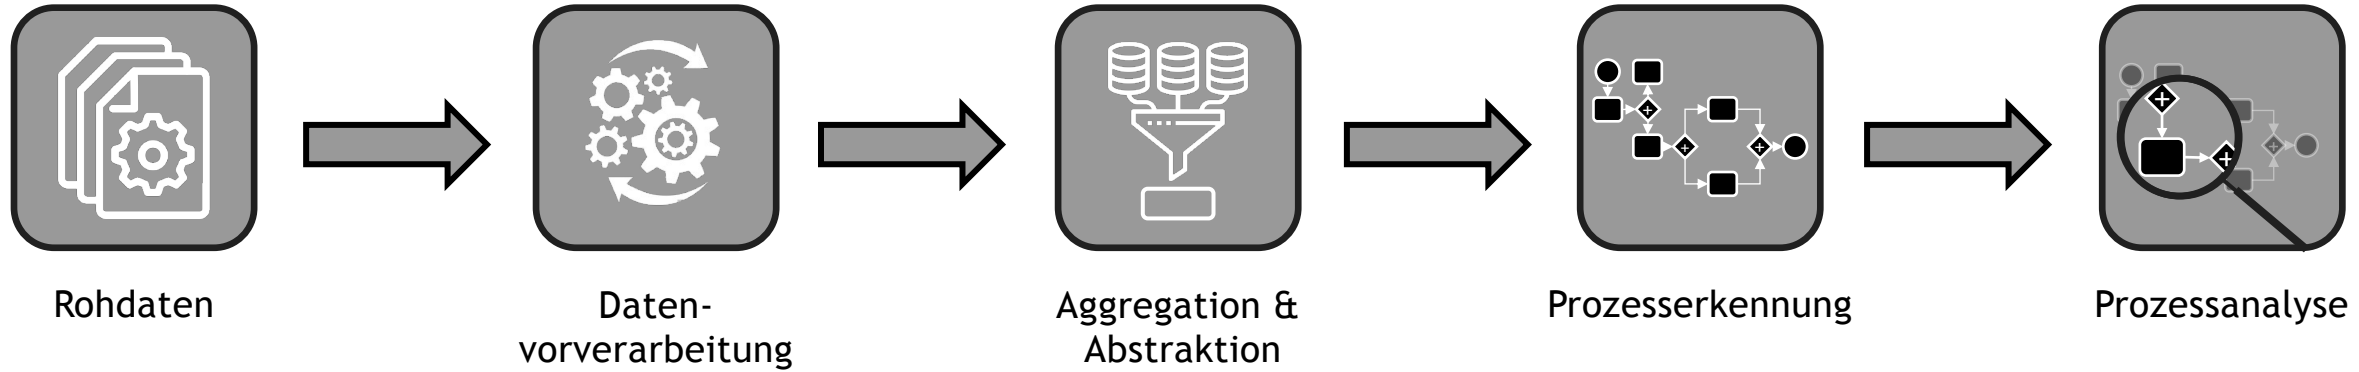 Rohdaten
Daten-
vorverarbeitung
Aggregation &
Abstraktion
Prozesserkennung
Prozessanalyse